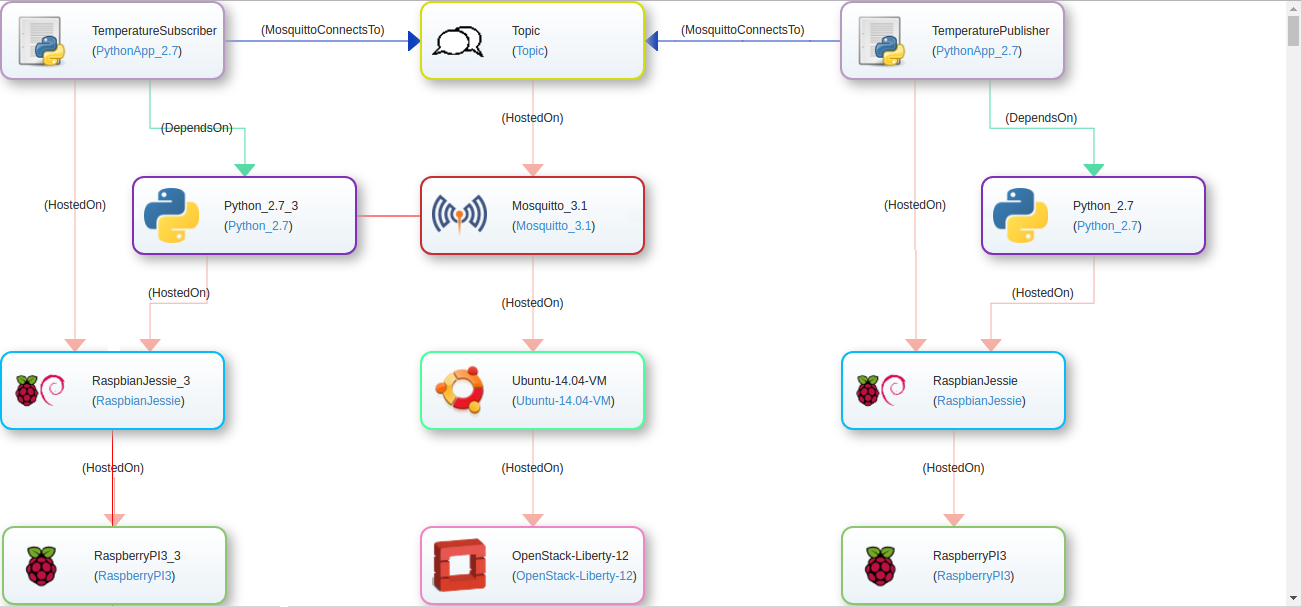 TemperatureSubscriber
(PythonApp_2.7)
(MosquittoConnectsTo)
Topic
(Topic)
(MosquittoConnectsTo)
TemperaturePublisher
(PythonApp_2.7)
(HostedOn)
(DependsOn)
(DependsOn)
(HostedOn)
Python_2.7_3
(Python_2.7)
Mosquitto_3.1
(Mosquitto_3.1)
(HostedOn)
Python_2.7
(Python_2.7)
(HostedOn)
(HostedOn)
(HostedOn)
RaspbianJessie_3
(RaspbianJessie)
Ubuntu-14.04-VM
(Ubuntu-14.04-VM)
RaspbianJessie
(RaspbianJessie)
(HostedOn)
(HostedOn)
(HostedOn)
RaspberryPI3_3
(RaspberryPI3)
OpenStack-Liberty-12
(OpenStack-Liberty-12)
RaspberryPI3
(RaspberryPI3)